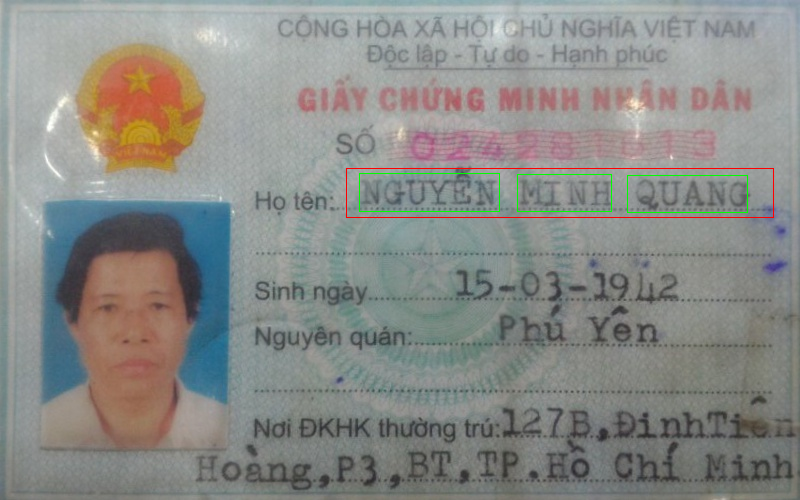 CỘNG HÒA XÃ HỘI CHỦ NGHĨA VIỆT NAM
Độc lập - Tự do - Hạnh phúc
GIẤY CHỨNG MINH NHÂN DÂN
SỐ 024281613
Họ tên: NGUYỄN MINH QUANG
Sinh ngày 15-03-1942
Nguyên quán: Phú Yên
Nơi ĐKHK thường trú: 127B, ĐinhTiên
Hoàng, P3, BT, TP. Hồ Chí Minh
VIỆT NAM